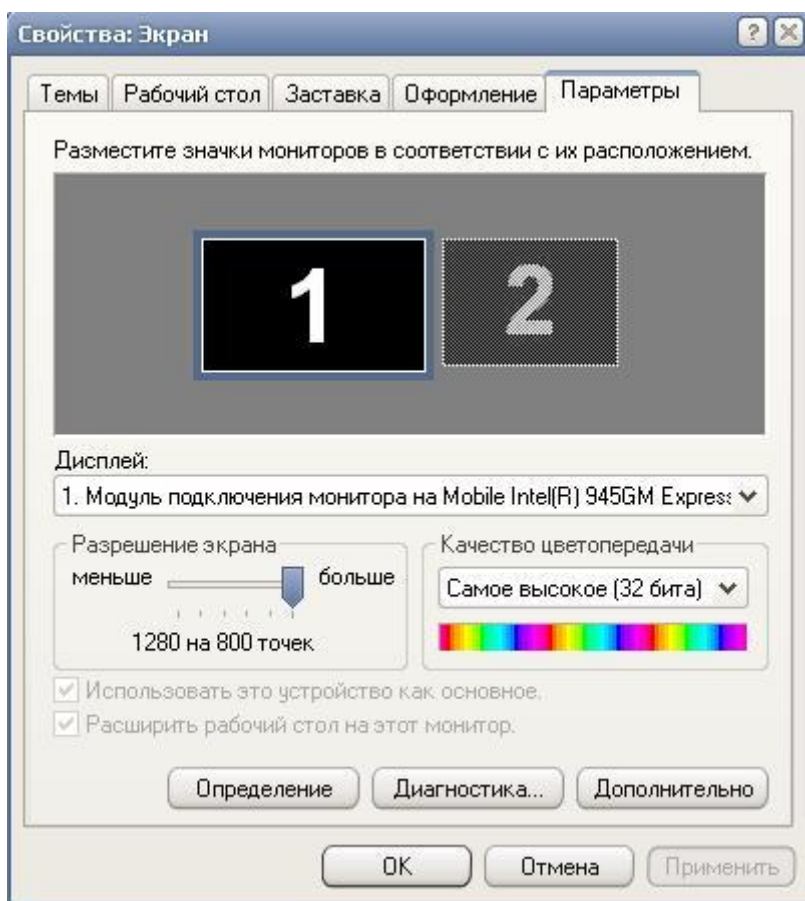 Свойства: Экран
Темы Рабочий стол Заставка Оформление Параметры
Разместите значки мониторов в соответствии с их расположением.
1 2
Дисплей:
1. Модуль подключения монитора на Mobile Intel(R) 945GM Express
Разрешение экрана
меньше больше
1280 на 800 точек
Качество цветопередачи
Самое высокое (32 бита)
Использовать это устройство как основное.
Расширить рабочий стол на этот монитор.
Определение Диагностика... Дополнительно
OK Отмена Применить